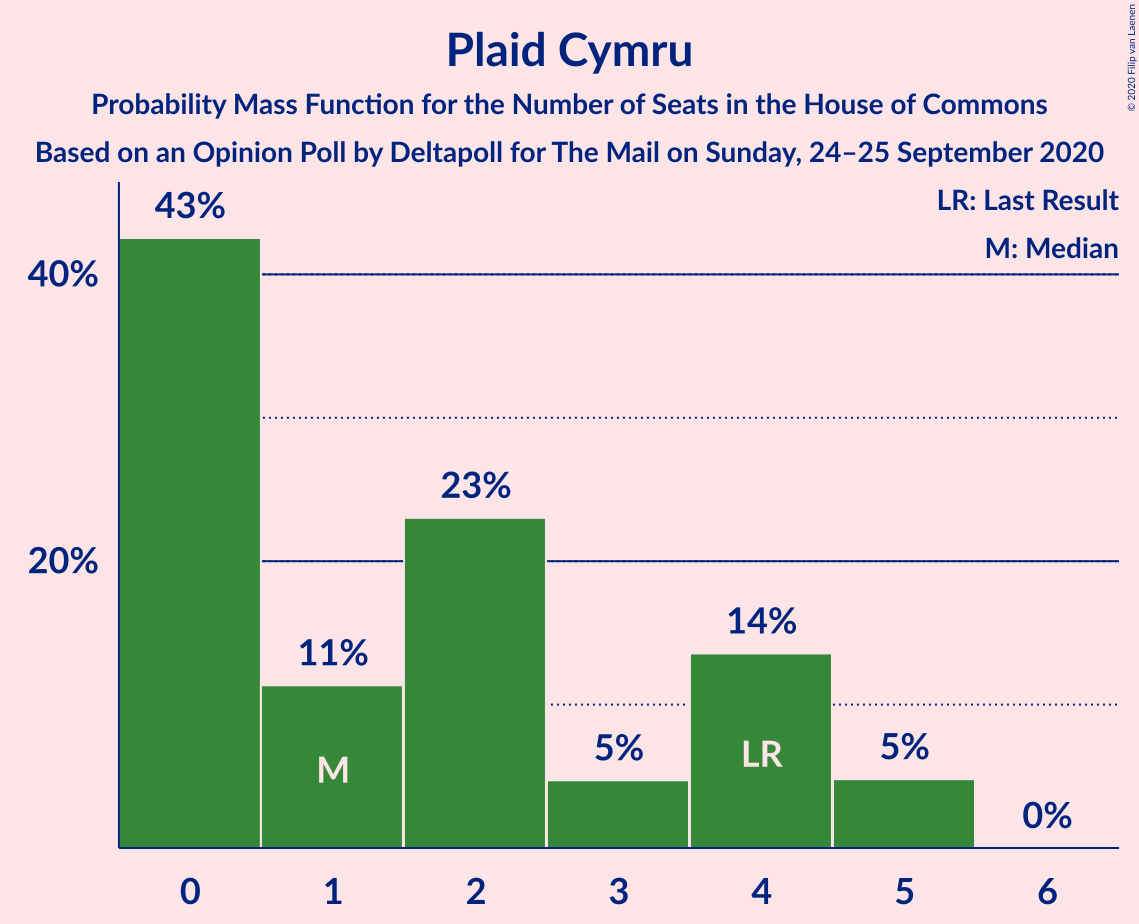 Plaid Cymru
Probability Mass Function for the Number of Seats in the House of Commons
Based on an Opinion Poll by Deltapoll for The Mail on Sunday, 24–25 September 2020
© 2020 Filip van Laenen
LR: Last Result
M: Median
43%
40%
23%
20%
14%
11%
5%
5%
0%
M
LR
0 1 2 3 4 5 6